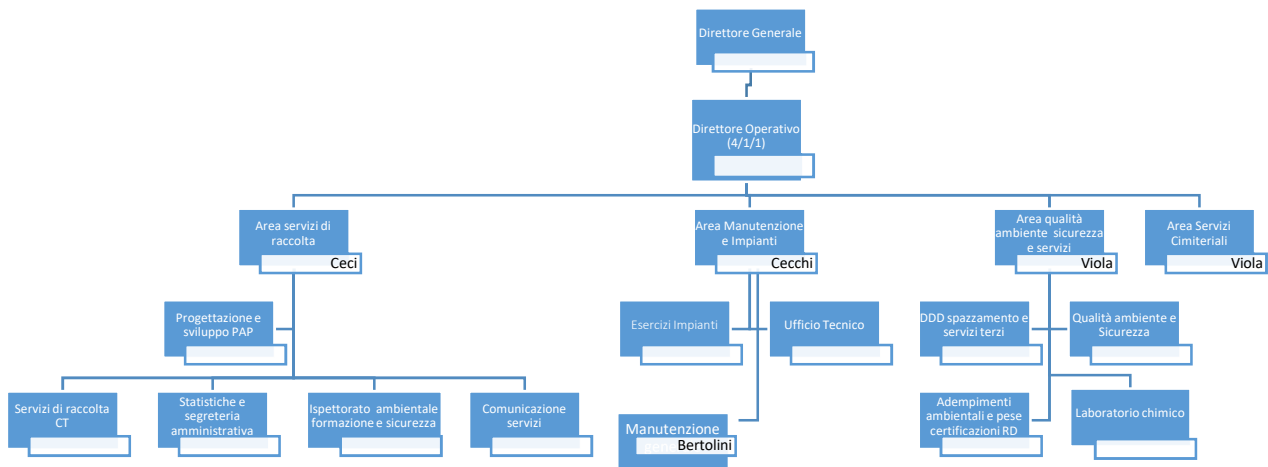 Direttore Generale
Direttore Operativo
(4/1/1)
Area servizi di
raccolta
Ceci
Area Manutenzione
e Impianti
Cecchi
Area qualità
ambiente sicurezza
e servizi
Viola
Area Servizi
Cimiteriali
Viola
Progettazione e
sviluppo PAP
Esercizi Impianti
Ufficio Tecnico
DDD spazzamento e
servizi terzi
Qualità ambiente e
Sicurezza
Servizi di raccolta
CT
Statistiche e
segreteria
amministrativa
Ispettorato ambientale
formazione e sicurezza
Comunicazione
servizi
Manutenzione
Bertolini
Adempimenti
ambientali e pese
certificazioni RD
Laboratorio chimico